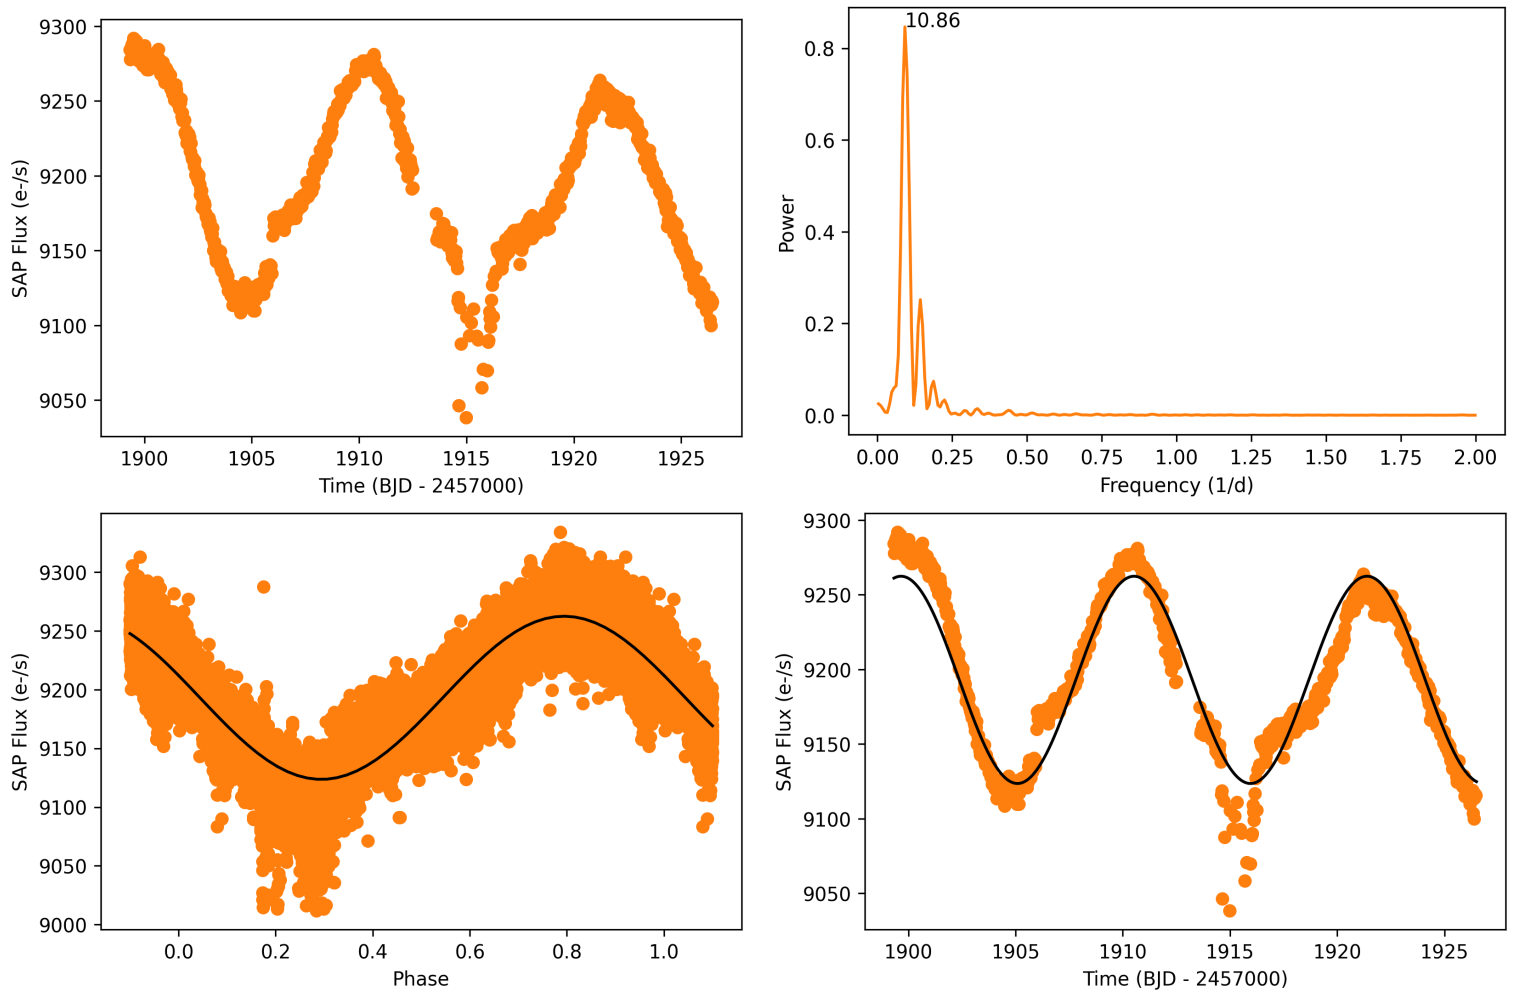 9300
9250
9200
9150
9100
9050
SAP Flux (e-/s)
1900 1905 1910 1915 1920 1925
Time (BJD - 2457000)
10.86
0.8
0.6
0.4
0.2
0.0
Power
0.00 0.25 0.50 0.75 1.00 1.25 1.50 1.75 2.00
Frequency (1/d)
9300
9250
9200
9150
9100
9050
9000
SAP Flux (e-/s)
0.0 0.2 0.4 0.6 0.8 1.0
Phase
9300
9250
9200
9150
9100
9050
SAP Flux (e-/s)
1900 1905 1910 1915 1920 1925
Time (BJD - 2457000)